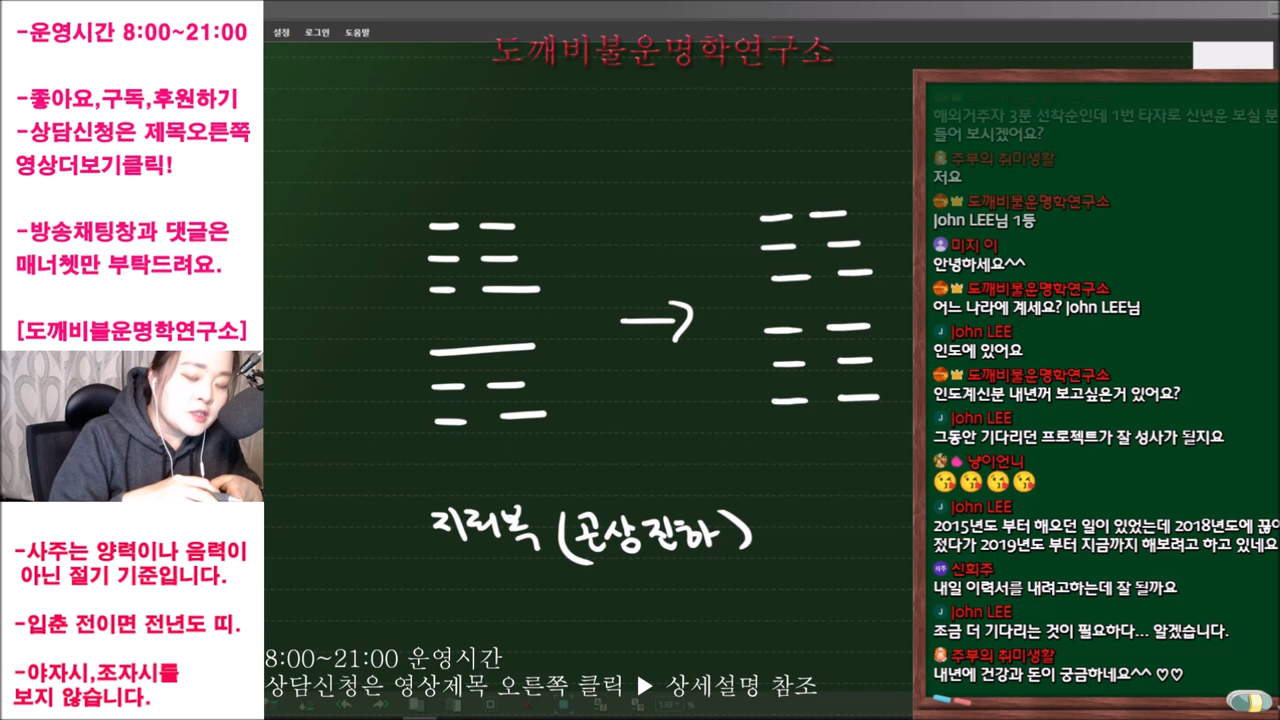 -운영시간 8:00~21:00
-좋아요,구독,후원하기
-상담신청은 제목오른쪽
영상더보기클릭!
-방송채팅창과 댓글은
매너쳇만 부탁드려요.
[도깨비불운명학연구소]
-사주는 양력이나 음력이
아닌 절기 기준입니다.
-입춘 전이면 전년도 띠.
-야자시,조자시를
보지 않습니다.
설정 로그인 도움말
도깨비불운명학연구소
지뢰복 (곤상진하)
8:00~21:00 운영시간
상담신청은 영상제목 오른쪽 클릭 ▶ 상세설명 참조
130 %
해외거주자 3분 선착순인데 1번 타자로 신년운 보실 분
들어 보시겠어요?
주부의 취미생활
저요
도깨비불운명학연구소
John LEE님 1등
미지 이
안녕하세요^^
도깨비불운명학연구소
어느 나라에 계세요? John LEE님
John LEE
인도에 있어요
도깨비불운명학연구소
인도계신분 내년꺼 보고싶은거 있어요?
John LEE
그동안 기다리던 프로젝트가 잘 성사가 될지요
냥이언니
😘😘😘😘
John LEE
2015년도 부터 해요던 일이 있었는데 2018년도에 끊어
졌다가 2019년도 부터 지금까지 해보려고 하고 있네요
신희주
내일 이력서를 내려고하는데 잘 될까요
John LEE
조금 더 기다리는 것이 필요하다... 알겠습니다.
주부의 취미생활
내년에 건강과 돈이 궁금하네요^^ ♡♡